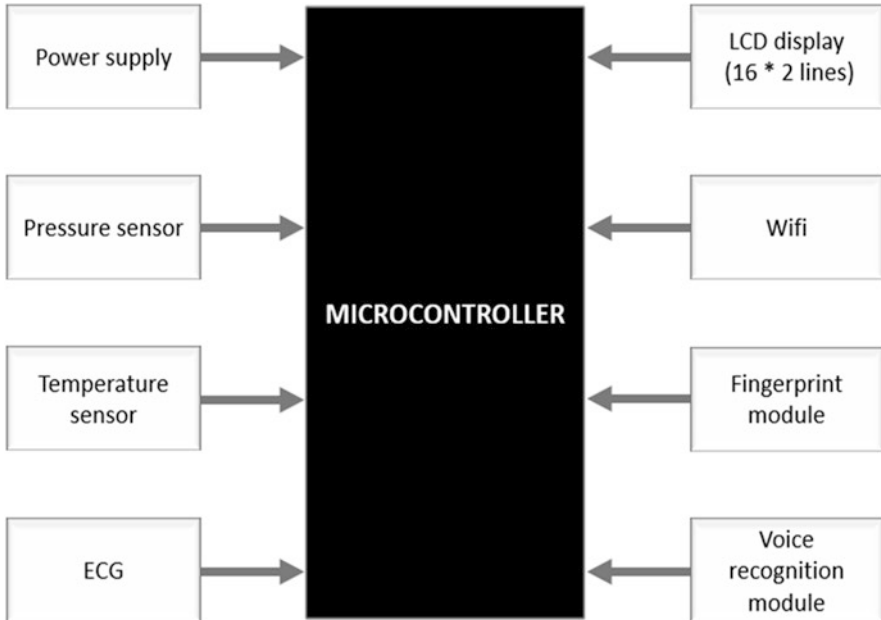 Power supply
LCD display
(16 * 2 lines)
Pressure sensor
Wifi
MICROCONTROLLER
Temperature
sensor
Fingerprint
module
ECG
Voice
recognition
module